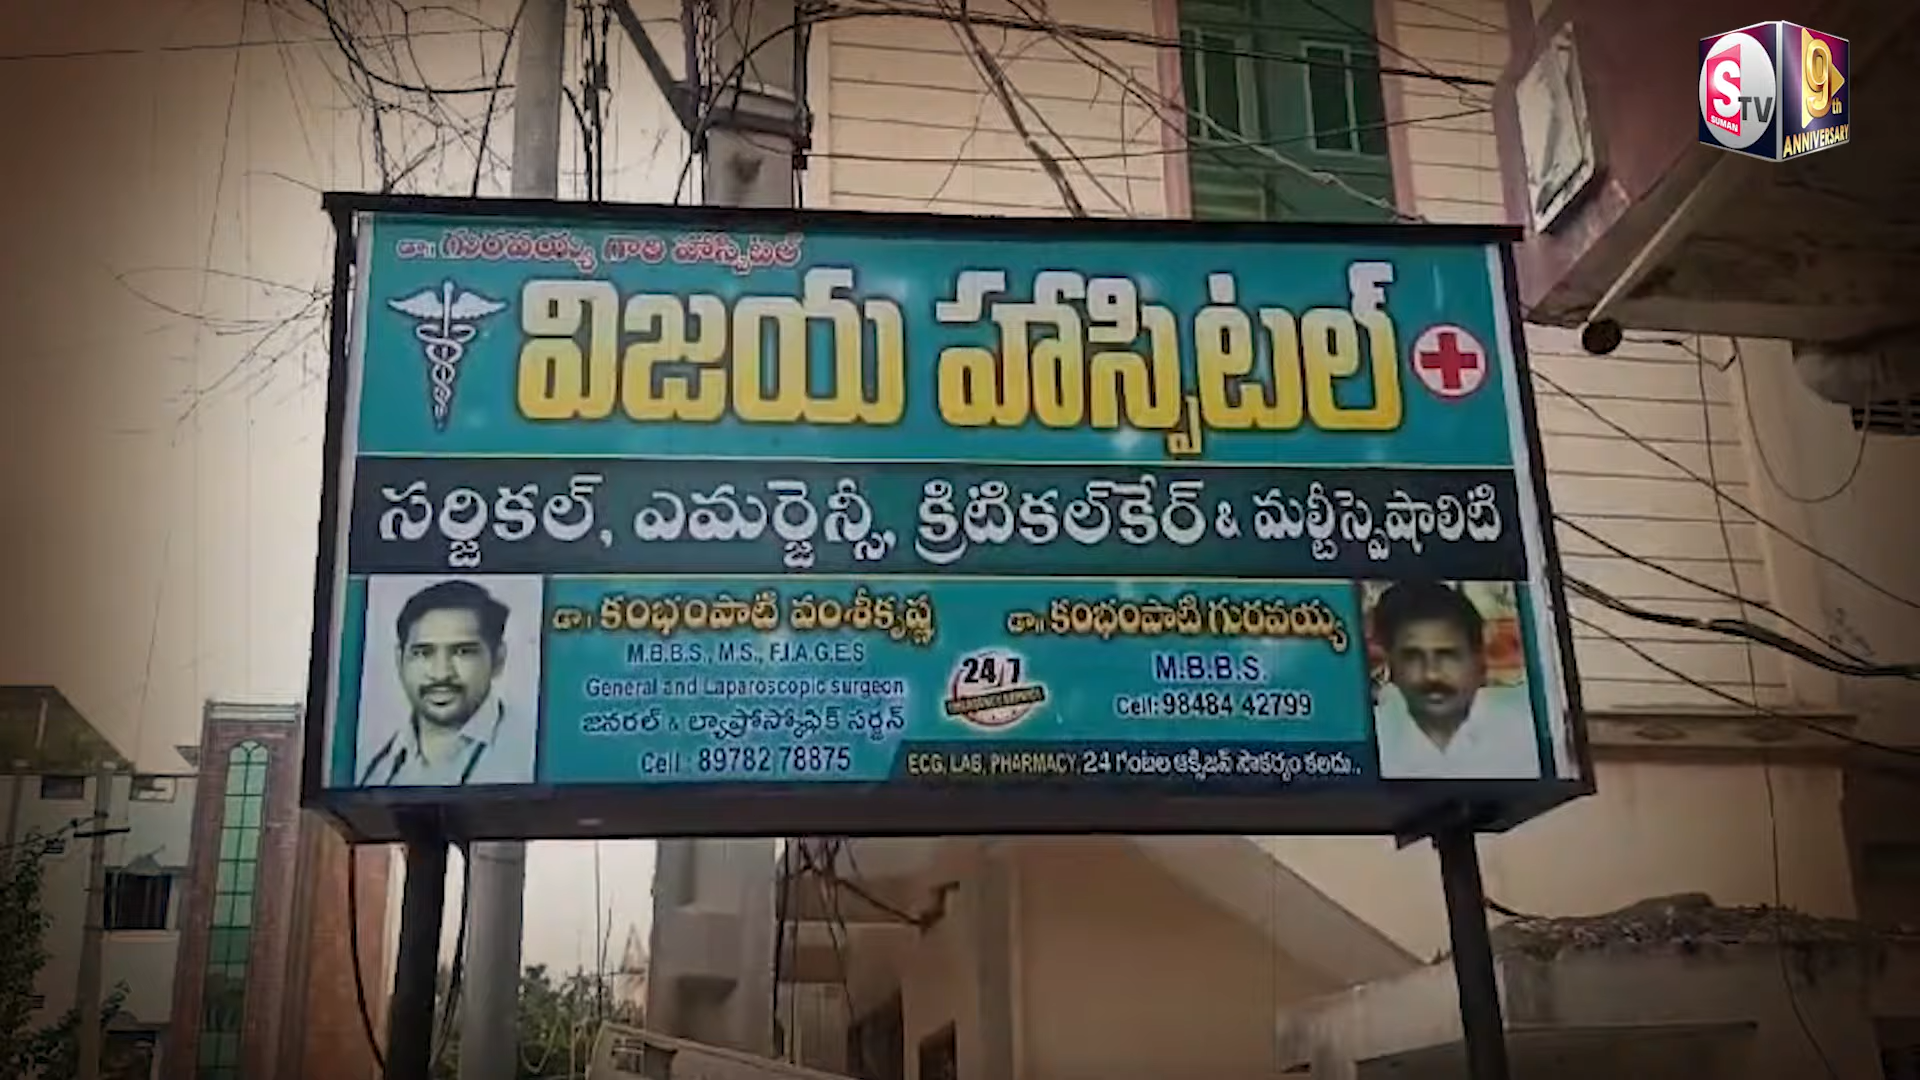 S TV
SUMAN
9th
ANNIVERSARY
డా॥ గురవయ్య గారి హాస్పిటల్
విజయ హాస్పిటల్
సర్జికల్, ఎమర్జెన్సీ, క్రిటికల్‌కేర్ & మల్టీస్పెషాలిటి
డా॥ కంభంపాటి వంశీకృష్ణ
M.B.B.S., M.S., F.I.A.G.E.S
General and Laparoscopic surgeon
జనరల్ & ల్యాప్రోస్కోపిక్ సర్జన్
Cell : 89782 78875
24/7
డా॥ కంభంపాటి గురవయ్య
M.B.B.S.
Cell: 98484 42799
ECG, LAB, PHARMACY, 24 గంటల ఆక్సిజన్ సౌకర్యం కలదు..